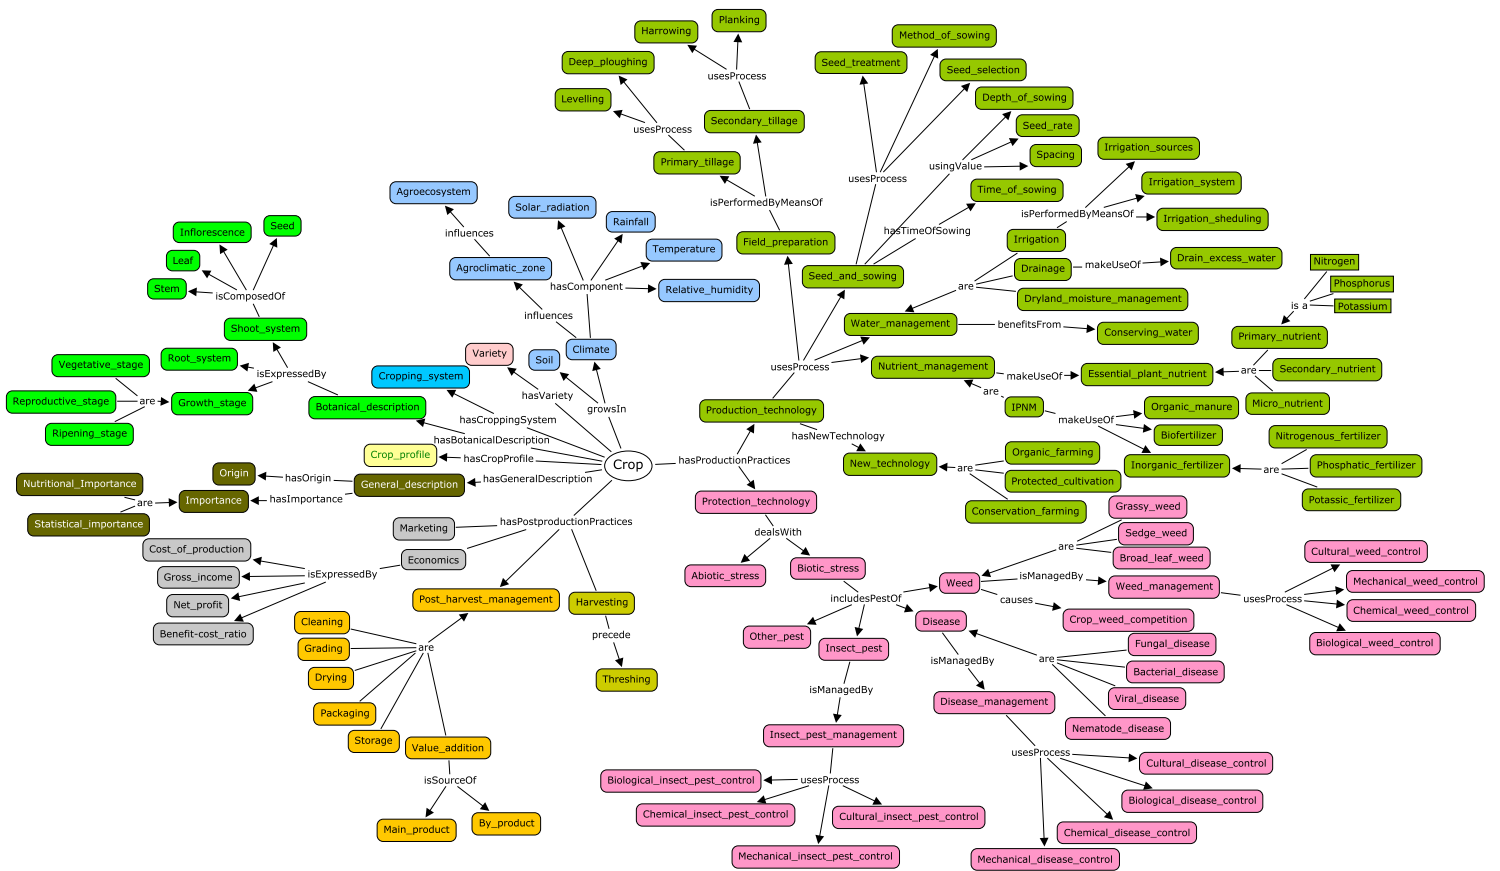 Planking
Harrowing
Method_of_sowing
Deep_ploughing
Seed_treatment
Seed_selection
usesProcess
Levelling
Depth_of_sowing
Secondary_tillage
Seed_rate
usesProcess
Irrigation_sources
Spacing
Primary_tillage
usingValue
usesProcess
Irrigation_system
Agroecosystem
Time_of_sowing
isPerformedByMeansOf
Solar_radiation
isPerformedByMeansOf
Irrigation_sheduling
Rainfall
Seed
Inflorescence
influences
hasTimeOfSowing
Field_preparation
Irrigation
Temperature
Leaf
Drain_excess_water
Nitrogen
makeUseOf
Drainage
Agroclimatic_zone
Seed_and_sowing
Phosphorus
Stem
isComposedOf
hasComponent
Relative_humidity
are
Dryland_moisture_management
is a
Potassium
influences
Water_management
benefitsFrom
Conserving_water
Shoot_system
Primary_nutrient
Climate
Variety
Soil
Root_system
Vegetative_stage
usesProcess
Nutrient_management
isExpressedBy
Cropping_system
makeUseOf
Essential_plant_nutrient
are
Secondary_nutrient
hasVariety
are
Reproductive_stage
are
Growth_stage
Botanical_description
growsIn
Production_technology
IPNM
Organic_manure
Micro_nutrient
hasCroppingSystem
makeUseOf
Ripening_stage
hasNewTechnology
Biofertilizer
Nitrogenous_fertilizer
hasBotanicalDescription
Crop_profile
hasCropProfile
Crop
hasProductionPractices
Organic_farming
New_technology
are
Inorganic_fertilizer
are
Phosphatic_fertilizer
Origin
hasOrigin
hasGeneralDescription
General_description
Protected_cultivation
Nutritional_Importance
are
Importance
hasImportance
Protection_technology
Potassic_fertilizer
Grassy_weed
Conservation_farming
Statistical_importance
Marketing
hasPostproductionPractices
dealsWith
Sedge_weed
Cost_of_production
are
Broad_leaf_weed
Cultural_weed_control
Economics
Gross_income
isExpressedBy
Abiotic_stress
Biotic_stress
Weed
isManagedBy
Weed_management
Mechanical_weed_control
Net_profit
Post_harvest_management
Harvesting
includesPestOf
causes
usesProcess
Chemical_weed_control
Benefit-cost_ratio
Cleaning
Disease
Crop_weed_competition
precede
Other_pest
Biological_weed_control
Grading
are
Insect_pest
Fungal_disease
isManagedBy
are
Drying
Threshing
Bacterial_disease
isManagedBy
Disease_management
Viral_disease
Packaging
Nematode_disease
Storage
Value_addition
Insect_pest_management
usesProcess
Cultural_disease_control
isSourceOf
Biological_insect_pest_control
usesProcess
Biological_disease_control
Chemical_insect_pest_control
Cultural_insect_pest_control
Main_product
By_product
Chemical_disease_control
Mechanical_insect_pest_control
Mechanical_disease_control